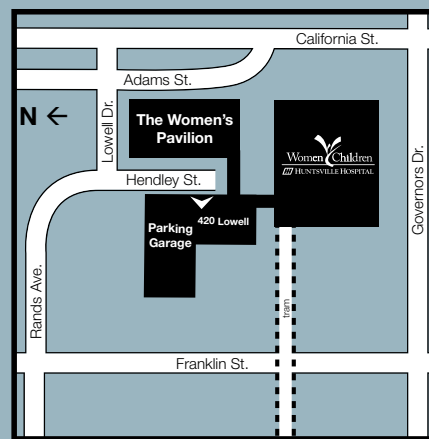 California St.
Adams St.
N ←
Lowell Dr.
The Women's
Pavilion
Women Children
HUNTSVILLE HOSPITAL
Governors Dr.
Hendley St.
420 Lowell
Parking
Garage
Rands Ave.
tram
Franklin St.